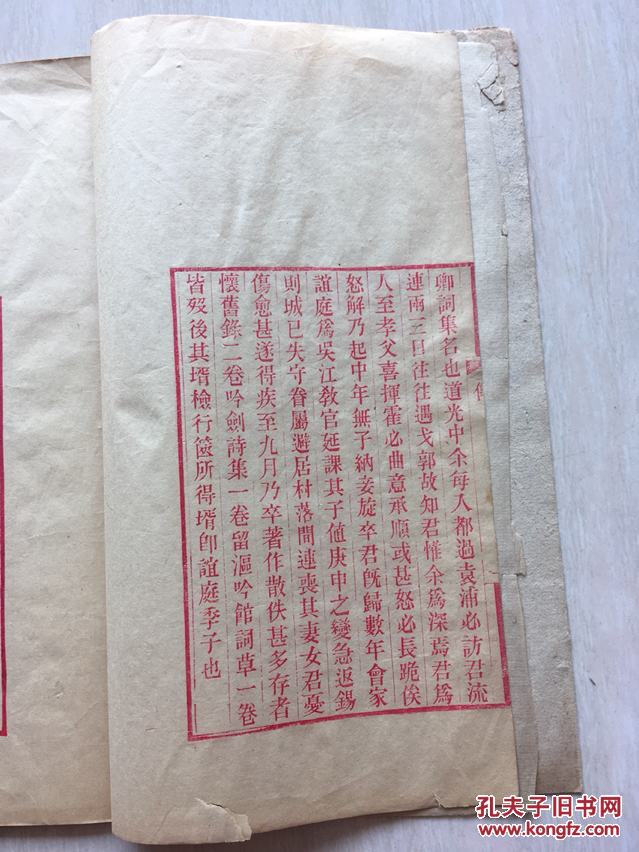 卿詞集名也道光中余每入都過袁浦必訪君流
連兩三日往往遇戈郭故知君惟余爲深焉君爲
人至孝父喜揮霍必曲意承順或甚怒必長跪俟
怒解乃起中年無子納妾旋卒君旣歸數年會家
誼庭爲吳江敎官延課其子値庚申之變急返錫
則城已失守眷屬避居村落間連喪其妻女君憂
傷愈甚遂得疾至九月乃卒著作散佚甚多存者
懷舊錄二卷吟劍詩集一卷留漚吟館詞草一卷
皆歿後其壻檢行篋所得壻卽誼庭季子也
孔夫子旧书网
www.kongfz.com